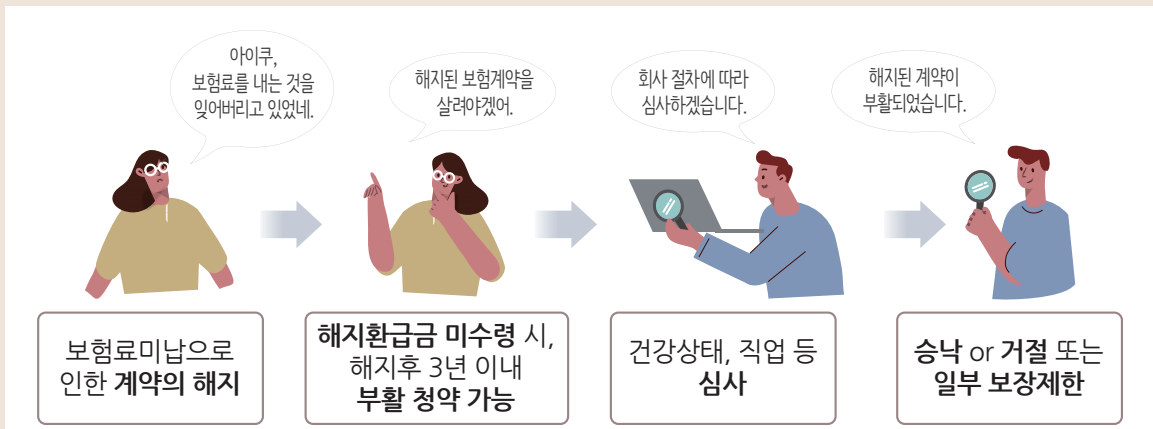 아이쿠,
보험료를 내는 것을
잊어버리고 있었네.
해지된 보험계약을
살려야겠어.
회사 절차에 따라
심사하겠습니다.
해지된 계약이
부활되었습니다.
보험료미납으로
인한 계약의 해지
해지환급금 미수령 시,
해지후 3년 이내
부활 청약 가능
건강상태, 직업 등
심사
승낙 or 거절 또는
일부 보장제한